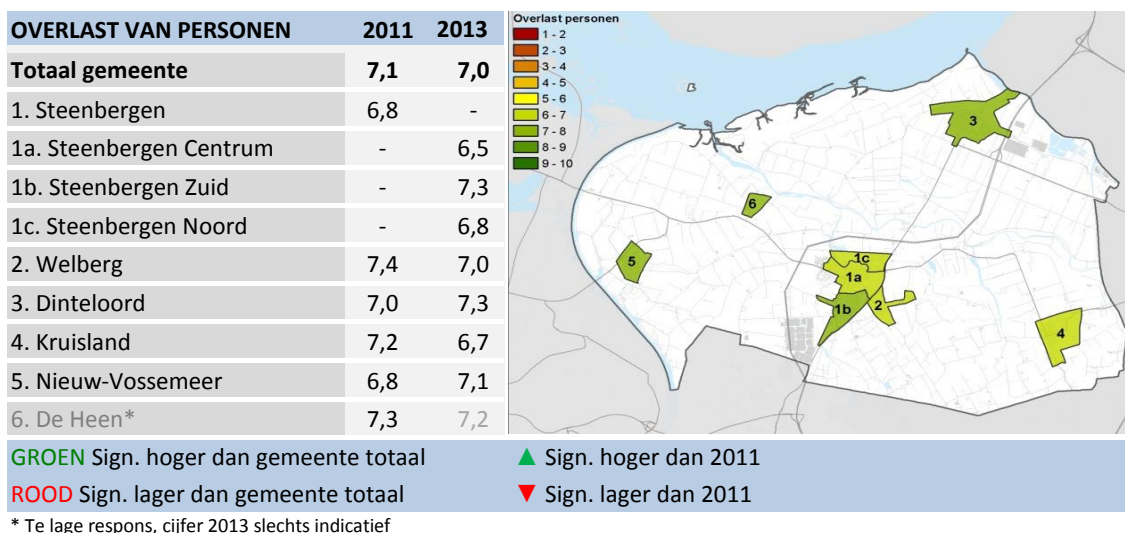 OVERLAST VAN PERSONEN 2011 2013
Totaal gemeente 7,1 7,0
1. Steenbergen 6,8 -
1a. Steenbergen Centrum - 6,5
1b. Steenbergen Zuid - 7,3
1c. Steenbergen Noord - 6,8
2. Welberg 7,4 7,0
3. Dinteloord 7,0 7,3
4. Kruisland 7,2 6,7
5. Nieuw-Vossemeer 6,8 7,1
6. De Heen* 7,3 7,2
Overlast personen
1 - 2
2 - 3
3 - 4
4 - 5
5 - 6
6 - 7
7 - 8
8 - 9
9 - 10
3
6
5
1c
1a
1b
2
4
GROEN Sign. hoger dan gemeente totaal ▲ Sign. hoger dan 2011
ROOD Sign. lager dan gemeente totaal ▼ Sign. lager dan 2011
* Te lage respons, cijfer 2013 slechts indicatief